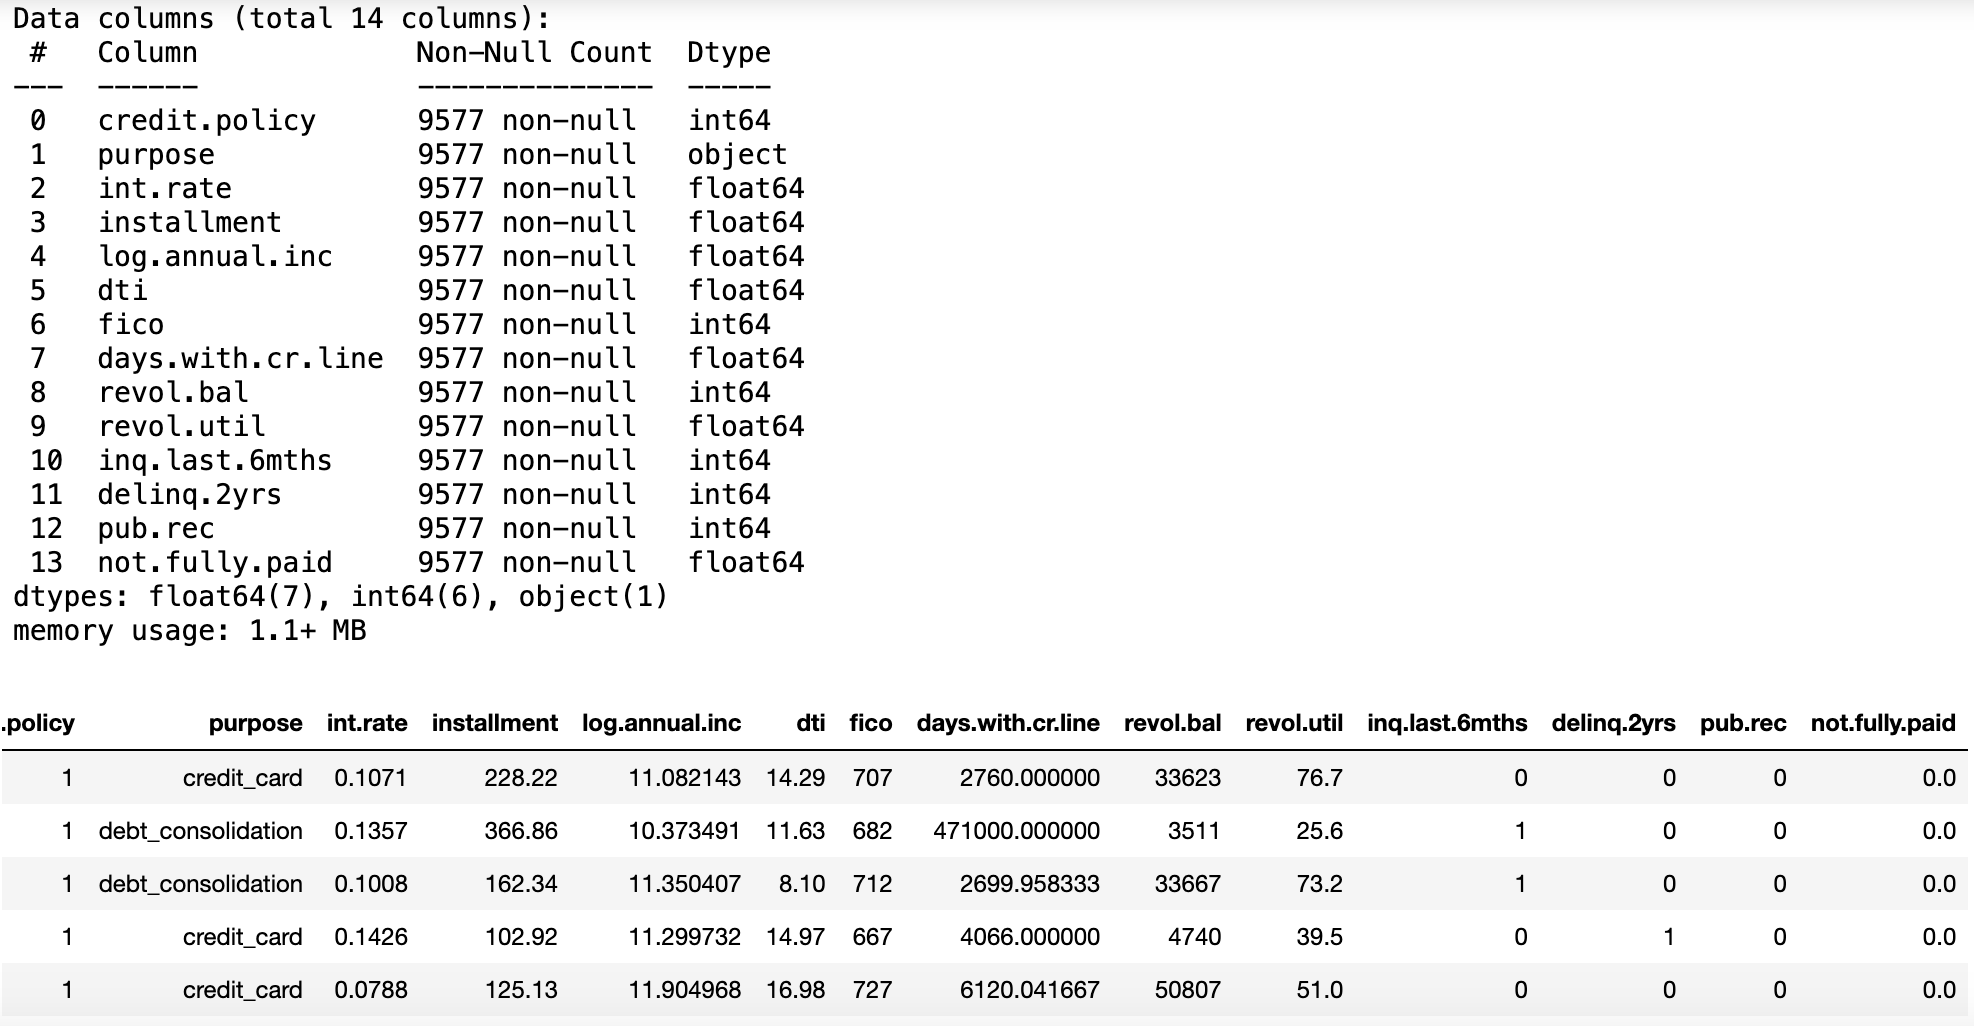 Data columns (total 14 columns):
 #   Column             Non-Null Count  Dtype
---  ------             --------------  -----
 0   credit.policy      9577 non-null   int64
 1   purpose            9577 non-null   object
 2   int.rate           9577 non-null   float64
 3   installment        9577 non-null   float64
 4   log.annual.inc     9577 non-null   float64
 5   dti                9577 non-null   float64
 6   fico               9577 non-null   int64
 7   days.with.cr.line  9577 non-null   float64
 8   revol.bal          9577 non-null   int64
 9   revol.util         9577 non-null   float64
 10  inq.last.6mths     9577 non-null   int64
 11  delinq.2yrs        9577 non-null   int64
 12  pub.rec            9577 non-null   int64
 13  not.fully.paid     9577 non-null   float64
dtypes: float64(7), int64(6), object(1)
memory usage: 1.1+ MB
.policy purpose int.rate installment log.annual.inc dti fico days.with.cr.line revol.bal revol.util inq.last.6mths delinq.2yrs pub.rec not.fully.paid
1 credit_card 0.1071 228.22 11.082143 14.29 707 2760.000000 33623 76.7 0 0 0 0.0
1 debt_consolidation 0.1357 366.86 10.373491 11.63 682 471000.000000 3511 25.6 1 0 0 0.0
1 debt_consolidation 0.1008 162.34 11.350407 8.10 712 2699.958333 33667 73.2 1 0 0 0.0
1 credit_card 0.1426 102.92 11.299732 14.97 667 4066.000000 4740 39.5 0 1 0 0.0
1 credit_card 0.0788 125.13 11.904968 16.98 727 6120.041667 50807 51.0 0 0 0 0.0